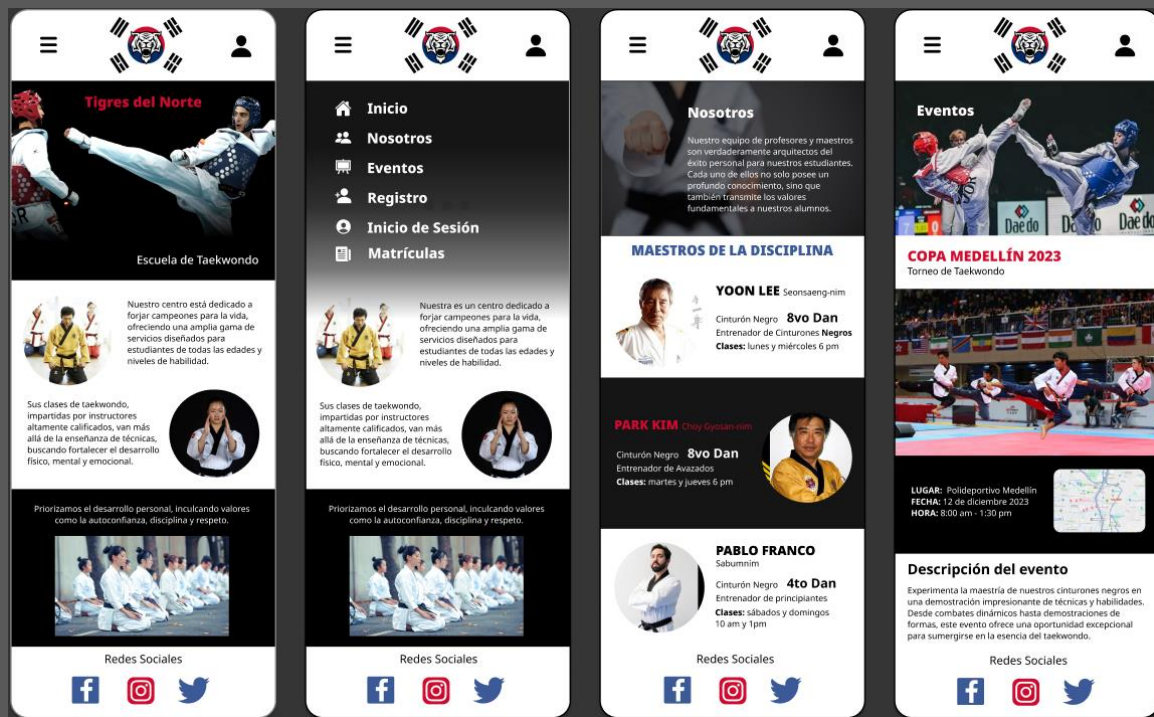 Tigres del Norte
Escuela de Taekwondo
Nuestro centro está dedicado a
forjar campeones para la vida,
ofreciendo una amplia gama de
servicios diseñados para
estudiantes de todas las edades y
niveles de habilidad.
Sus clases de taekwondo,
impartidas por instructores
altamente calificados, van más
allá de la enseñanza de técnicas,
buscando fortalecer el desarrollo
físico, mental y emocional.
Priorizamos el desarrollo personal, inculcando valores
como la autoconfianza, disciplina y respeto.
Redes Sociales
Inicio
Nosotros
Eventos
Registro
Inicio de Sesión
Matrículas
Nuestra es un centro dedicado a
forjar campeones para la vida,
ofreciendo una amplia gama de
servicios diseñados para
estudiantes de todas las edades y
niveles de habilidad.
Sus clases de taekwondo,
impartidas por instructores
altamente calificados, van más
allá de la enseñanza de técnicas,
buscando fortalecer el desarrollo
físico, mental y emocional.
Priorizamos el desarrollo personal, inculcando valores
como la autoconfianza, disciplina y respeto.
Redes Sociales
Nosotros
Nuestro equipo de profesores y maestros
son verdaderamente arquitectos del
éxito personal para nuestros estudiantes.
Cada uno de ellos no solo posee un
profundo conocimiento, sino que
también transmite los valores
fundamentales a nuestros alumnos.
MAESTROS DE LA DISCIPLINA
YOON LEE Seonsaeng-nim
Cinturón Negro 8vo Dan
Entrenador de Cinturones Negros
Clases: lunes y miércoles 6 pm
PARK KIM Choy Gyosan-nim
Cinturón Negro 8vo Dan
Entrenador de Avazados
Clases: martes y jueves 6 pm
PABLO FRANCO
Sabumnim
Cinturón Negro 4to Dan
Entrenador de principiantes
Clases: sábados y domingos
10 am y 1pm
Redes Sociales
Eventos
Daedo
Daedo
COPA MEDELLÍN 2023
Torneo de Taekwondo
LUGAR: Polideportivo Medellín
FECHA: 12 de diciembre 2023
HORA: 8:00 am - 1:30 pm
Descripción del evento
Experimenta la maestría de nuestros cinturones negros en
una demostración impresionante de técnicas y habilidades.
Desde combates dinámicos hasta demostraciones de
formas, este evento ofrece una oportunidad excepcional
para sumergirse en la esencia del taekwondo.
Redes Sociales